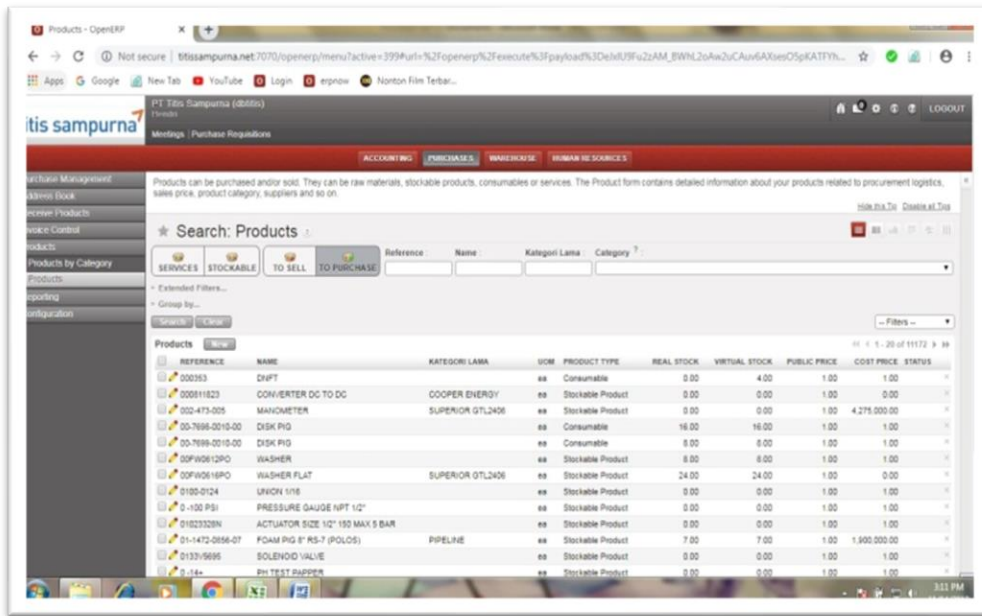 Products - OpenERP
Not secure | titissampurna.net:7070/openerp/menu?active=399#url=%2Fopenerp%2Fexecute%3Fpayload%3D
Apps Google New Tab YouTube Login erpnow Nonton Film Terbar...
itis sampurna
PT Titis Sampurna (dbtitis)
LOGOUT
Meetings Purchase Requisitions
ACCOUNTING PURCHASES WAREHOUSE HUMAN RESOURCES
urchase Management
ddress Book
eceive Products
nvoice Control
roducts
Products by Category
Products
eporting
onfiguration
Products can be purchased and/or sold. They can be raw materials, stockable products, consumables or services. The Product form contains detailed information about your products related to procurement logistics,
sales price, product category, suppliers and so on.
Hide this Tip Disable all Tips
Search: Products
SERVICES STOCKABLE TO SELL TO PURCHASE
Reference : Name : Kategori Lama : Category ? :
Extended Filters...
Group by...
Search Clear
-- Filters --
Products New
1 - 20 of 11172
REFERENCE NAME KATEGORI LAMA UOM PRODUCT TYPE REAL STOCK VIRTUAL STOCK PUBLIC PRICE COST PRICE STATUS
000353 DNFT ea Consumable 0.00 4.00 1.00 1.00
000811823 CONVERTER DC TO DC COOPER ENERGY ea Stockable Product 0.00 0.00 1.00 0.00
002-473-005 MANOMETER SUPERIOR GTL2406 ea Stockable Product 0.00 0.00 1.00 4,275,000.00
00-7695-0010-00 DISK PIG ea Consumable 16.00 16.00 1.00 1.00
00-7699-0010-00 DISK PIG ea Consumable 8.00 8.00 1.00 1.00
00FW0612PO WASHER ea Stockable Product 8.00 8.00 1.00 1.00
00FW0616PO WASHER FLAT SUPERIOR GTL2406 ea Stockable Product 24.00 24.00 1.00 0.00
0100-0124 UNION 1/16 ea Stockable Product 0.00 0.00 1.00 1.00
0 -100 PSI PRESSURE GAUGE NPT 1/2" ea Stockable Product 0.00 0.00 1.00 1.00
01023328N ACTUATOR SIZE 1/2" 150 MAX 5 BAR ea Stockable Product 0.00 0.00 1.00 1.00
01-1472-0856-07 FOAM PIG 8" RS-7 (POLOS) PIPELINE ea Stockable Product 7.00 7.00 1.00 1,900,000.00
0133V5695 SOLENOID VALVE ea Stockable Product 0.00 0.00 1.00 1.00
0 -14+ PH TEST PAPPER ea Stockable Product 0.00 0.00 1.00 1.00
3:11 PM